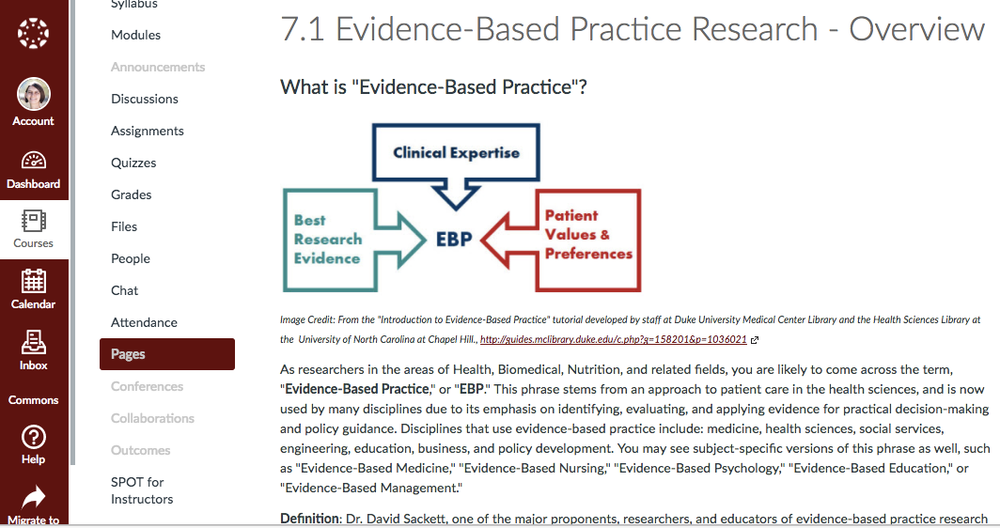 Account
Dashboard
Courses
Calendar
Inbox
Commons
Help
Migrate to
Syllabus
Modules
Announcements
Discussions
Assignments
Quizzes
Grades
Files
People
Chat
Attendance
Pages
Conferences
Collaborations
Outcomes
SPOT for
Instructors
7.1 Evidence-Based Practice Research - Overview
What is "Evidence-Based Practice"?
Clinical Expertise
Best
Research
Evidence
EBP
Patient
Values &
Preferences
Image Credit: From the "Introduction to Evidence-Based Practice" tutorial developed by staff at Duke University Medical Center Library and the Health Sciences Library at
the University of North Carolina at Chapel Hill., http://guides.mclibrary.duke.edu/c.php?g=158201&p=1036021
As researchers in the areas of Health, Biomedical, Nutrition, and related fields, you are likely to come across the term,
"Evidence-Based Practice," or "EBP." This phrase stems from an approach to patient care in the health sciences, and is now
used by many disciplines due to its emphasis on identifying, evaluating, and applying evidence for practical decision-making
and policy guidance. Disciplines that use evidence-based practice include: medicine, health sciences, social services,
engineering, education, business, and policy development. You may see subject-specific versions of this phrase as well, such
as "Evidence-Based Medicine," "Evidence-Based Nursing," "Evidence-Based Psychology," "Evidence-Based Education," or
"Evidence-Based Management."
Definition: Dr. David Sackett, one of the major proponents, researchers, and educators of evidence-based practice research